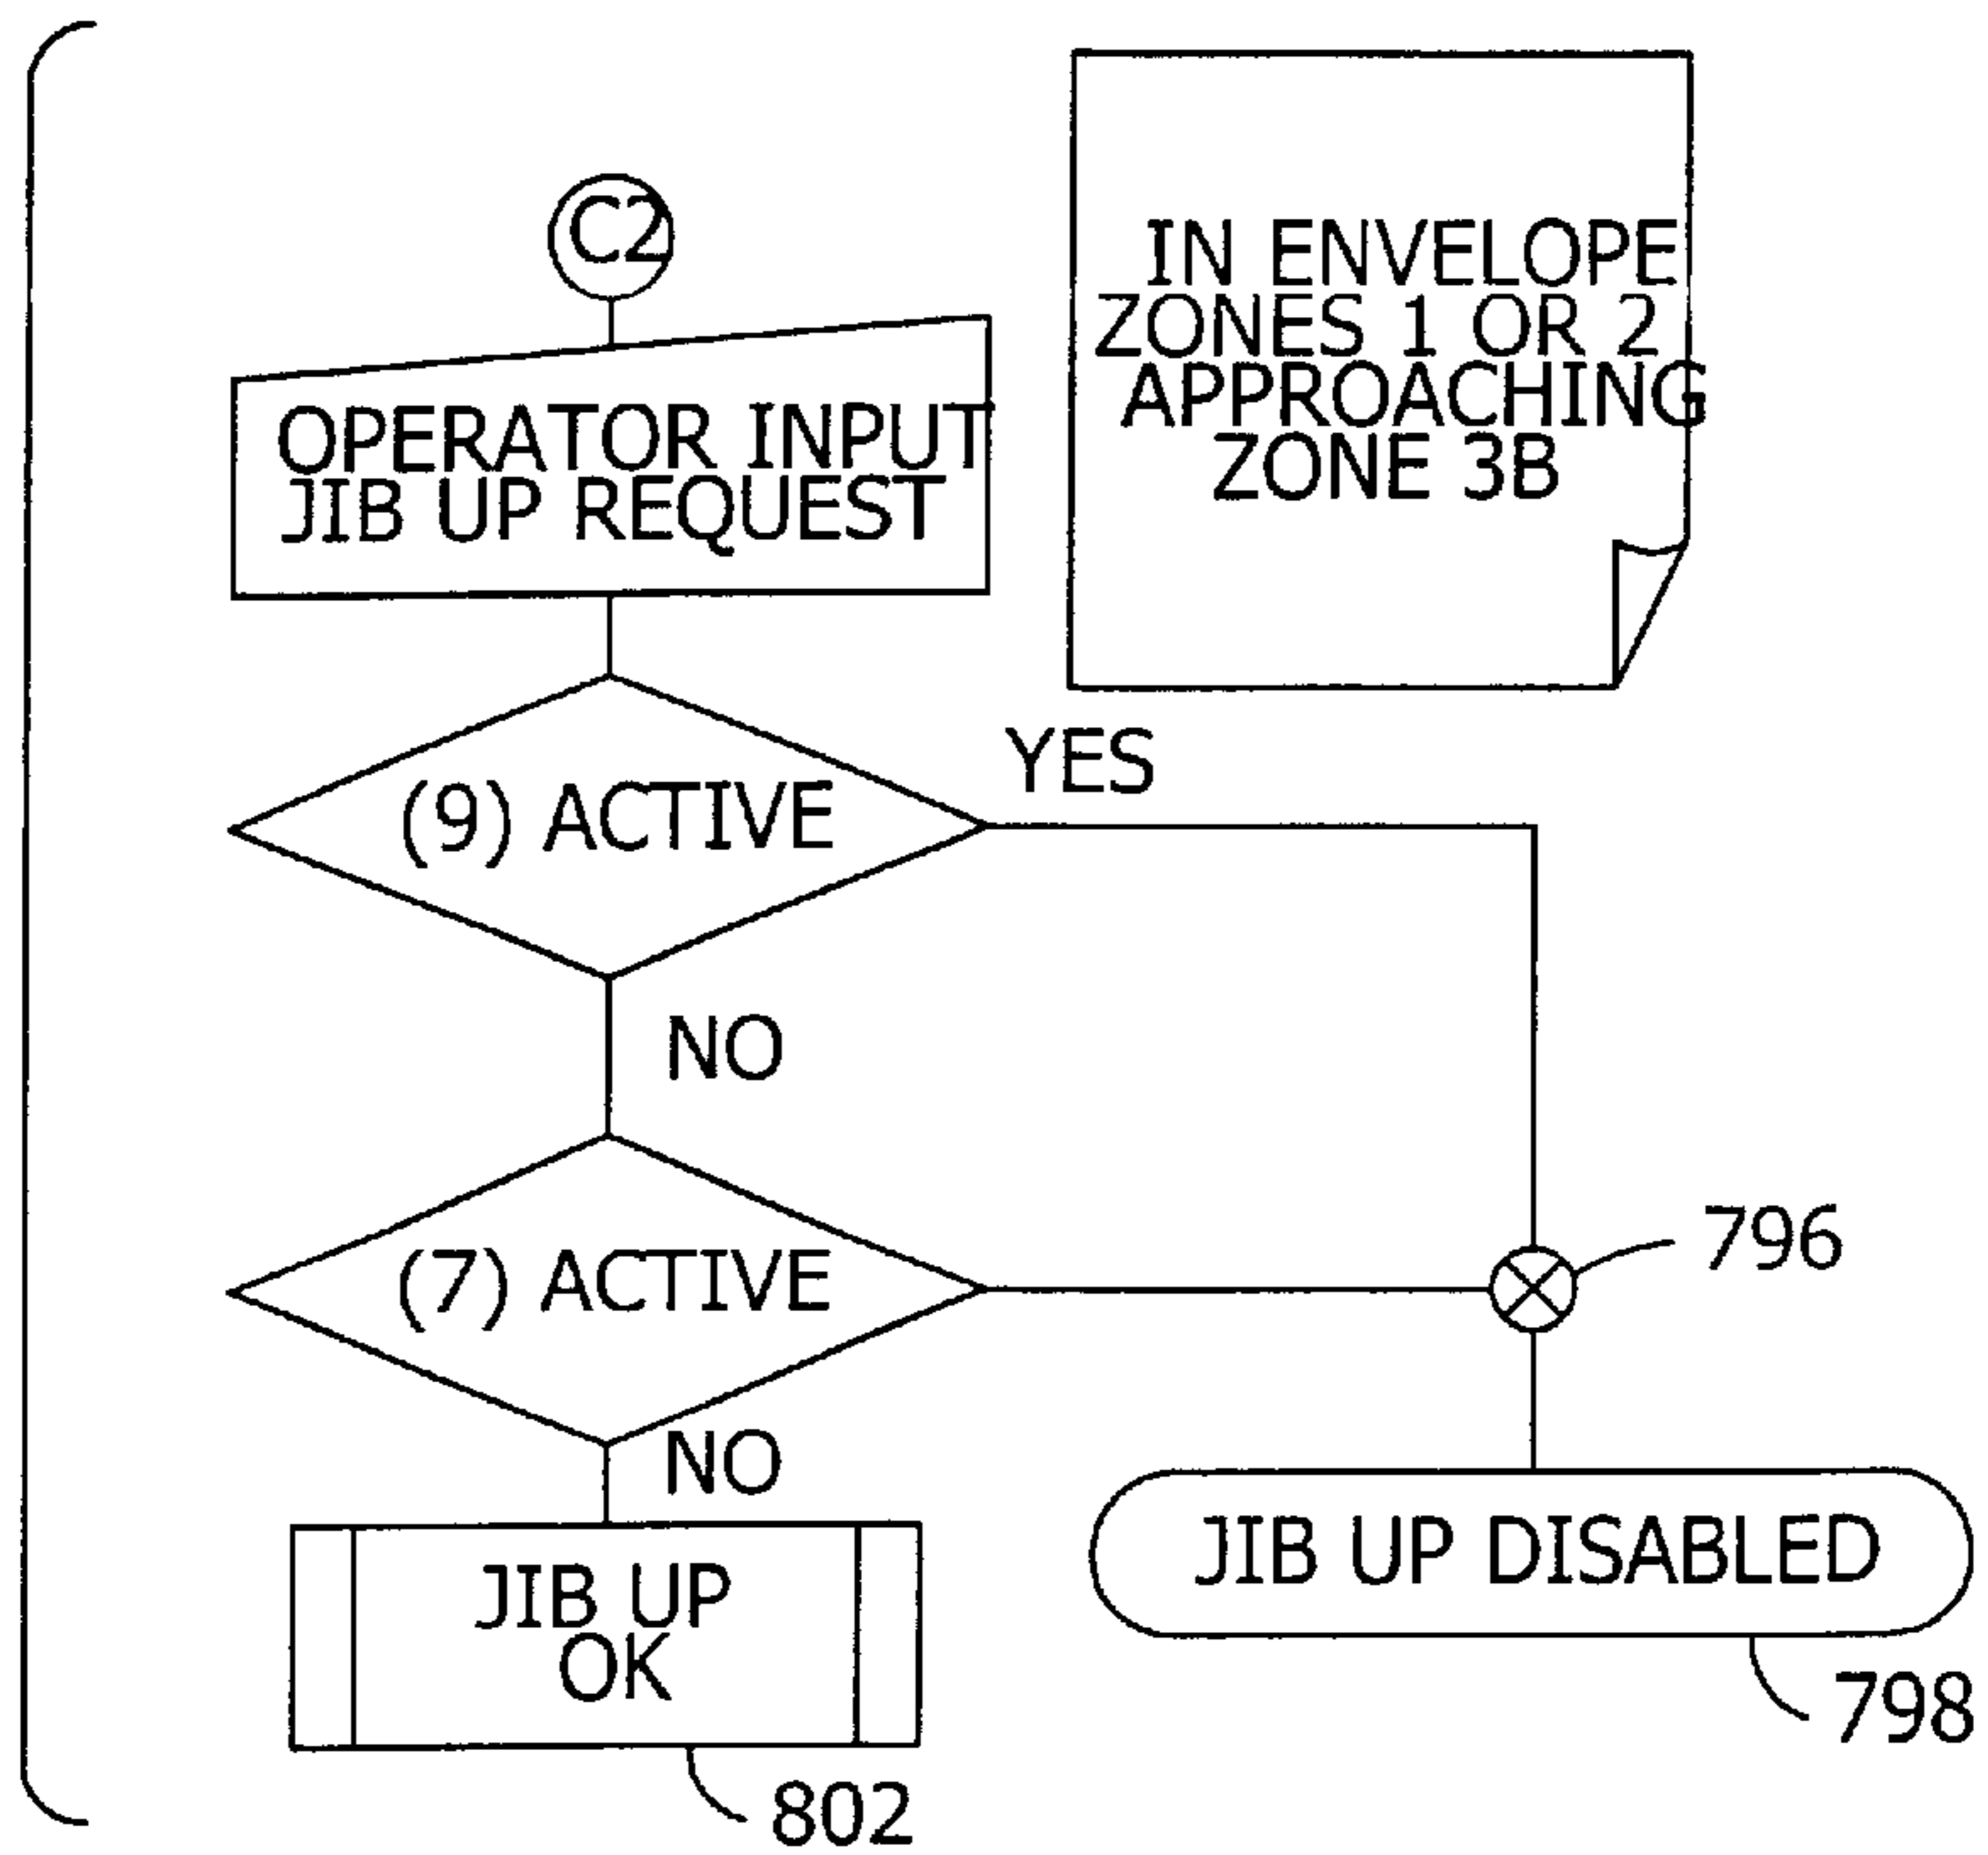 C2
OPERATOR INPUT
JIB UP REQUEST
IN ENVELOPE
ZONES 1 OR 2
APPROACHING
ZONE 3B
(9) ACTIVE
YES
NO
(7) ACTIVE
796
NO
JIB UP
OK
JIB UP DISABLED
798
802